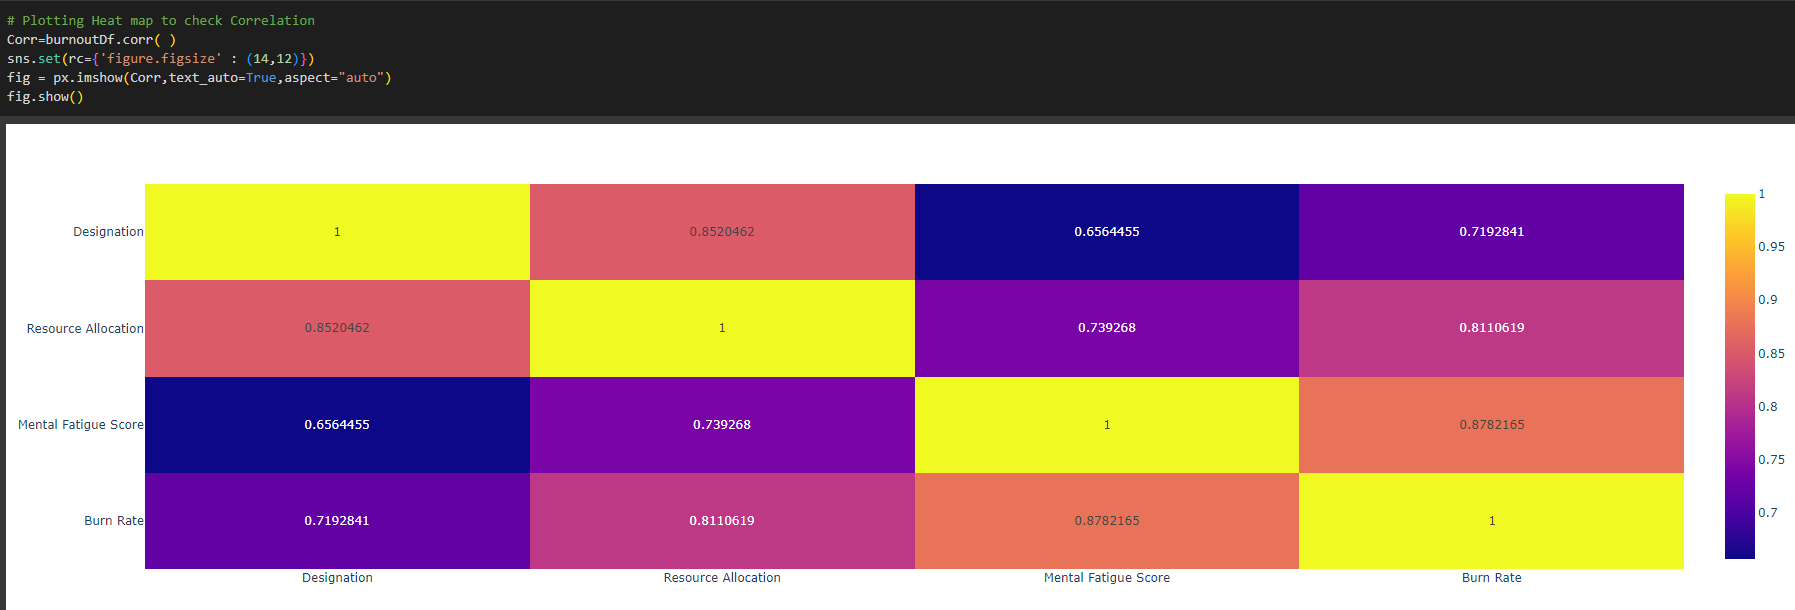 # Plotting Heat map to check Correlation
Corr=burnoutDf.corr( )
sns.set(rc={'figure.figsize' : (14,12)})
fig = px.imshow(Corr,text_auto=True,aspect="auto")
fig.show()
Designation 1 0.8520462 0.6564455 0.7192841
Resource Allocation 0.8520462 1 0.739268 0.8110619
Mental Fatigue Score 0.6564455 0.739268 1 0.8782165
Burn Rate 0.7192841 0.8110619 0.8782165 1
Designation Resource Allocation Mental Fatigue Score Burn Rate
1
0.95
0.9
0.85
0.8
0.75
0.7